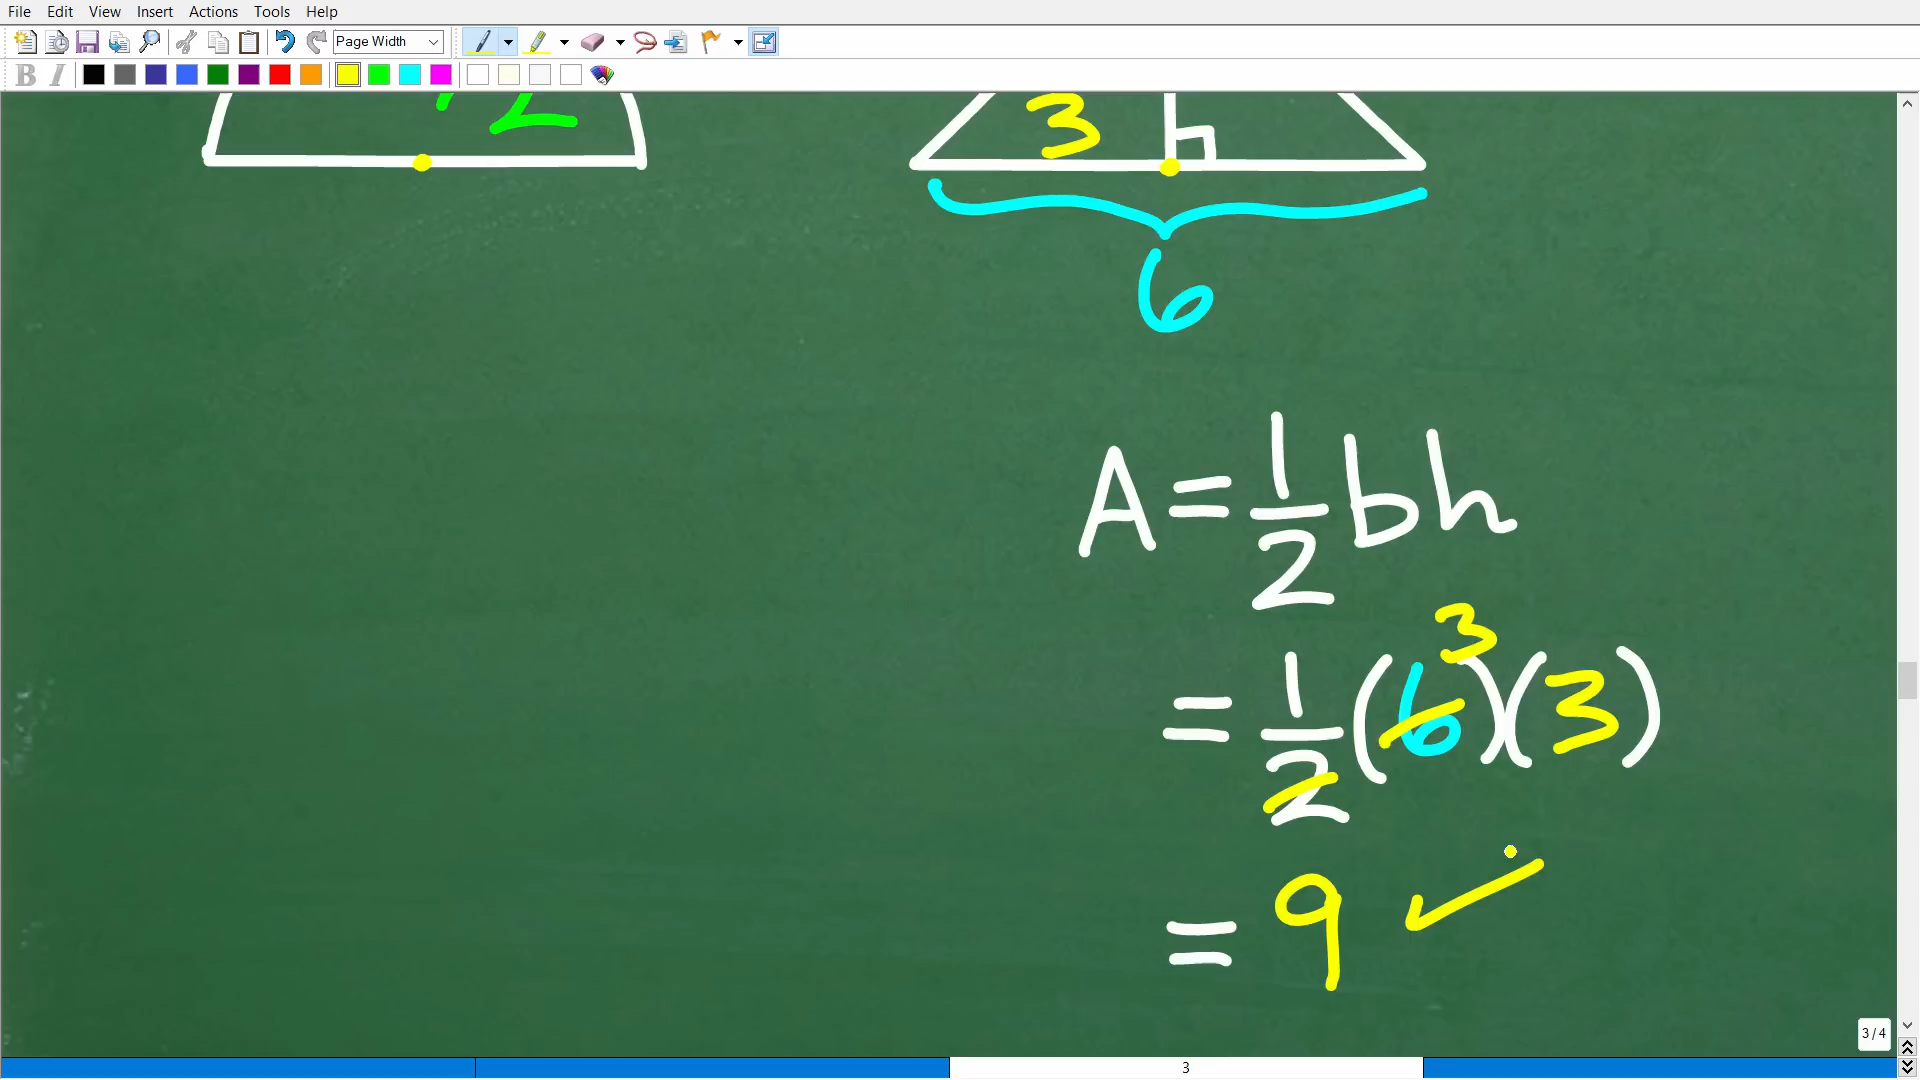 File Edit View Insert Actions Tools Help
Page Width
B I
3
6
A = 1/2 bh
= 1/2 (6)(3) 3
= 9 ✓
3 / 4
3